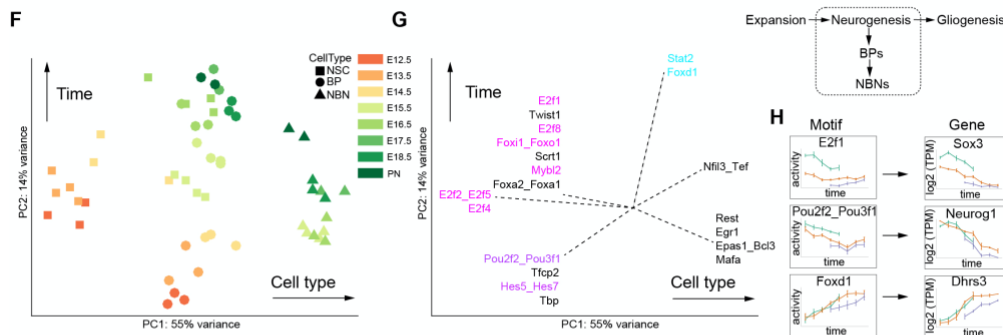 F
Time
PC2: 14% variance
CellType
NSC
BP
NBN
E12.5
E13.5
E14.5
E15.5
E16.5
E17.5
E18.5
PN
Cell type
PC1: 55% variance
G
Time
PC2: 14% variance
Stat2
Foxd1
E2f1
Twist1
E2f8
Foxi1_Foxo1
Scrt1
Mybl2
Foxa2_Foxa1
E2f2_E2f5
E2f4
Nfil3_Tef
Rest
Egr1
Epas1_Bcl3
Mafa
Pou2f2_Pou3f1
Tfcp2
Hes5_Hes7
Tbp
Cell type
PC1: 55% variance
Expansion Neurogenesis Gliogenesis
BPs
NBNs
H
Motif Gene
E2f1 Sox3
activity log2 (TPM)
time time
Pou2f2_Pou3f1 Neurog1
activity log2 (TPM)
time time
Foxd1 Dhrs3
activity log2 (TPM)
time time